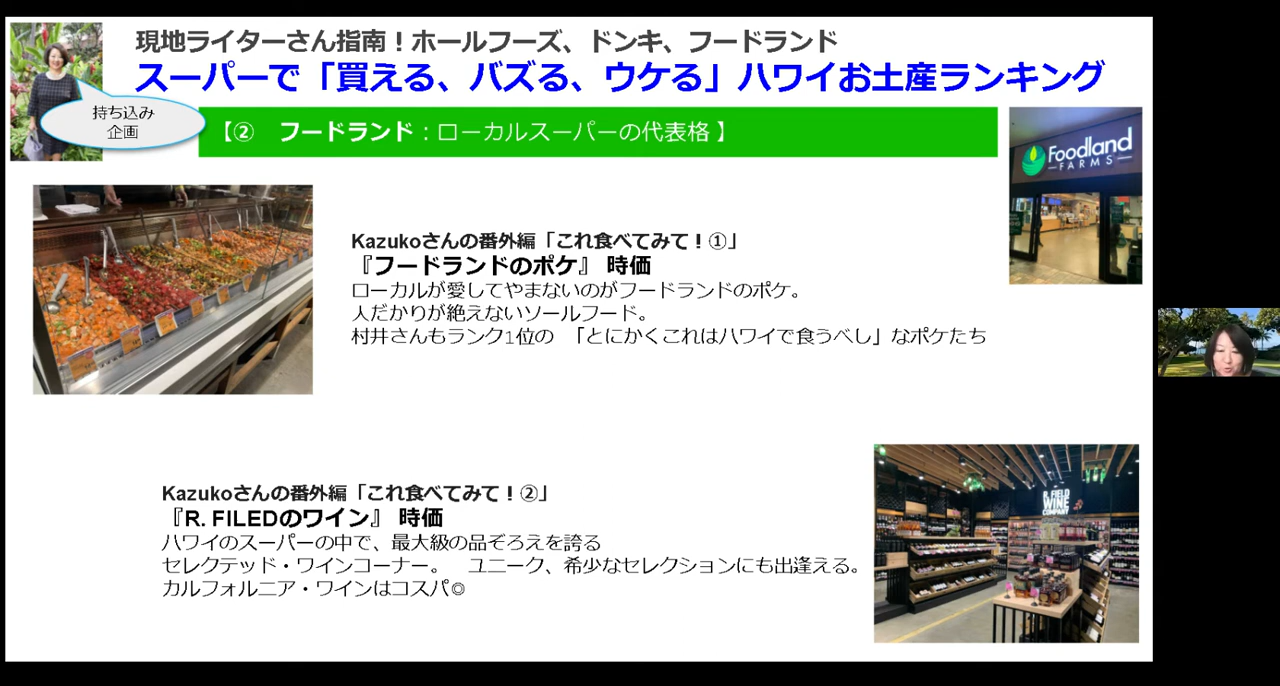 現地ライターさん指南！ホールフーズ、ドンキ、フードランド
スーパーで「買える、バズる、ウケる」ハワイお土産ランキング
持ち込み
企画
【②　フードランド：ローカルスーパーの代表格 】
Foodland
FARMS
Kazukoさんの番外編「これ食べてみて！①」
『フードランドのポケ』 時価
ローカルが愛してやまないのがフードランドのポケ。
人だかりが絶えないソールフード。
村井さんもランク1位の　「とにかくこれはハワイで食うべし」なポケたち
Kazukoさんの番外編「これ食べてみて！②」
『R. FILEDのワイン』 時価
ハワイのスーパーの中で、最大級の品ぞろえを誇る
セレクテッド・ワインコーナー。　ユニーク、希少なセレクションにも出逢える。
カルフォルニア・ワインはコスパ◎
R. FIELD
WINE
COMPANY